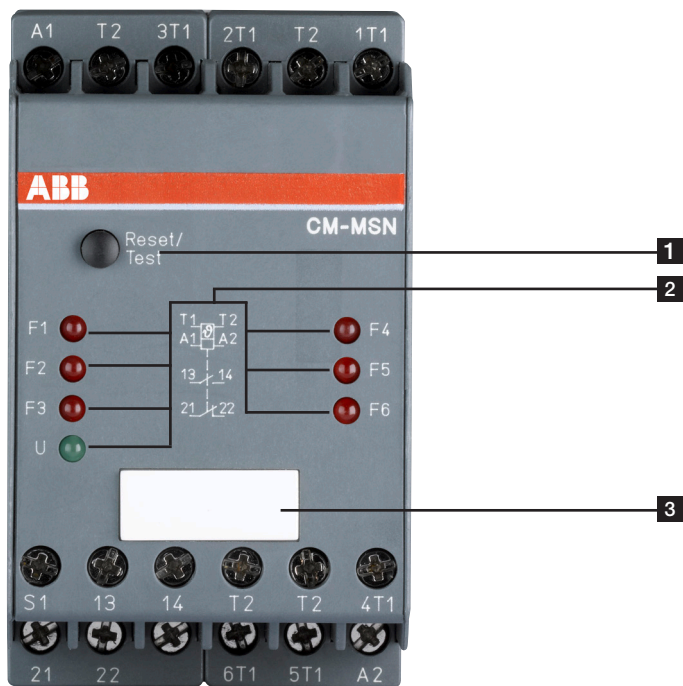 A1 T2 3T1 2T1 T2 1T1
ABB
CM-MSN
Reset/
Test
1
2
T1 T2
A1 ϑ A2
F1
F4
F2
13 14
F5
F3
21 22
F6
U
3
S1 13 14 T2 T2 4T1
21 22 6T1 5T1 A2